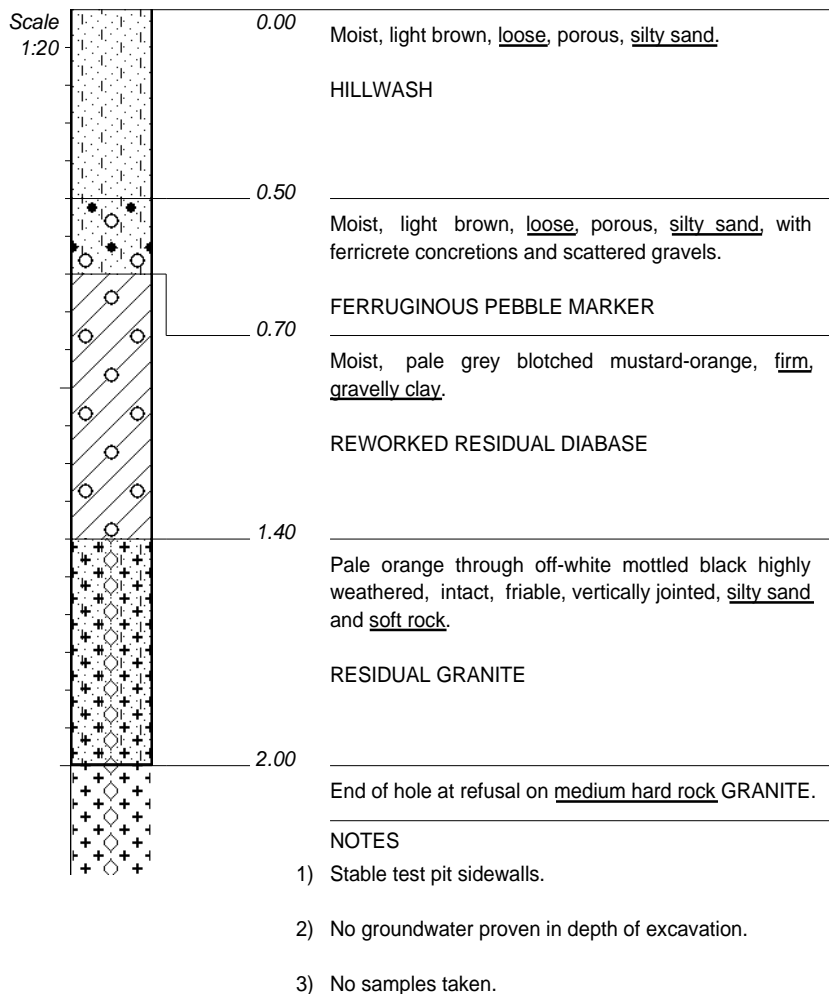 Scale
1:20
0.00
Moist, light brown, loose, porous, silty sand.
HILLWASH
0.50
Moist, light brown, loose, porous, silty sand, with
ferricrete concretions and scattered gravels.
FERRUGINOUS PEBBLE MARKER
0.70
Moist, pale grey blotched mustard-orange, firm,
gravelly clay.
REWORKED RESIDUAL DIABASE
1.40
Pale orange through off-white mottled black highly
weathered, intact, friable, vertically jointed, silty sand
and soft rock.
RESIDUAL GRANITE
2.00
End of hole at refusal on medium hard rock GRANITE.
NOTES
1) Stable test pit sidewalls.
2) No groundwater proven in depth of excavation.
3) No samples taken.